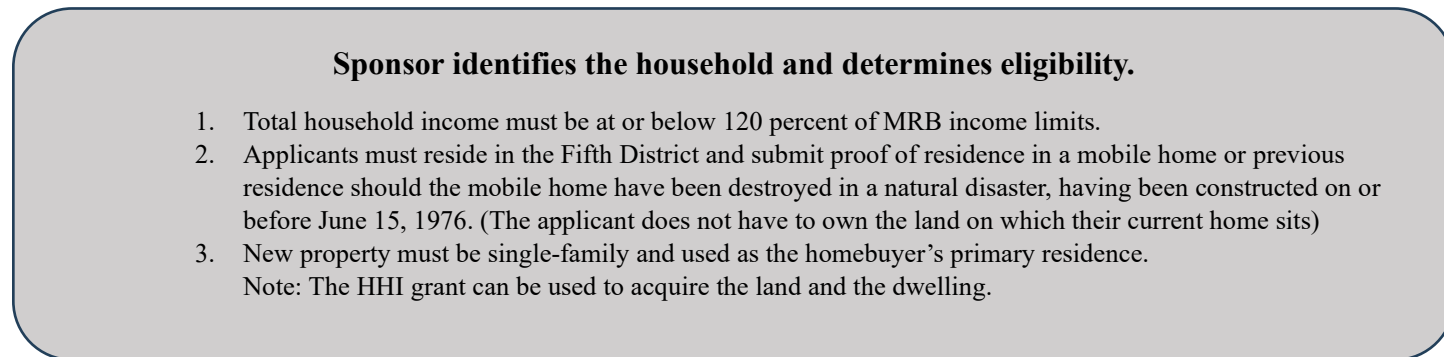 Sponsor identifies the household and determines eligibility.
1. Total household income must be at or below 120 percent of MRB income limits.
2. Applicants must reside in the Fifth District and submit proof of residence in a mobile home or previous
residence should the mobile home have been destroyed in a natural disaster, having been constructed on or
before June 15, 1976. (The applicant does not have to own the land on which their current home sits)
3. New property must be single-family and used as the homebuyer’s primary residence.
Note: The HHI grant can be used to acquire the land and the dwelling.